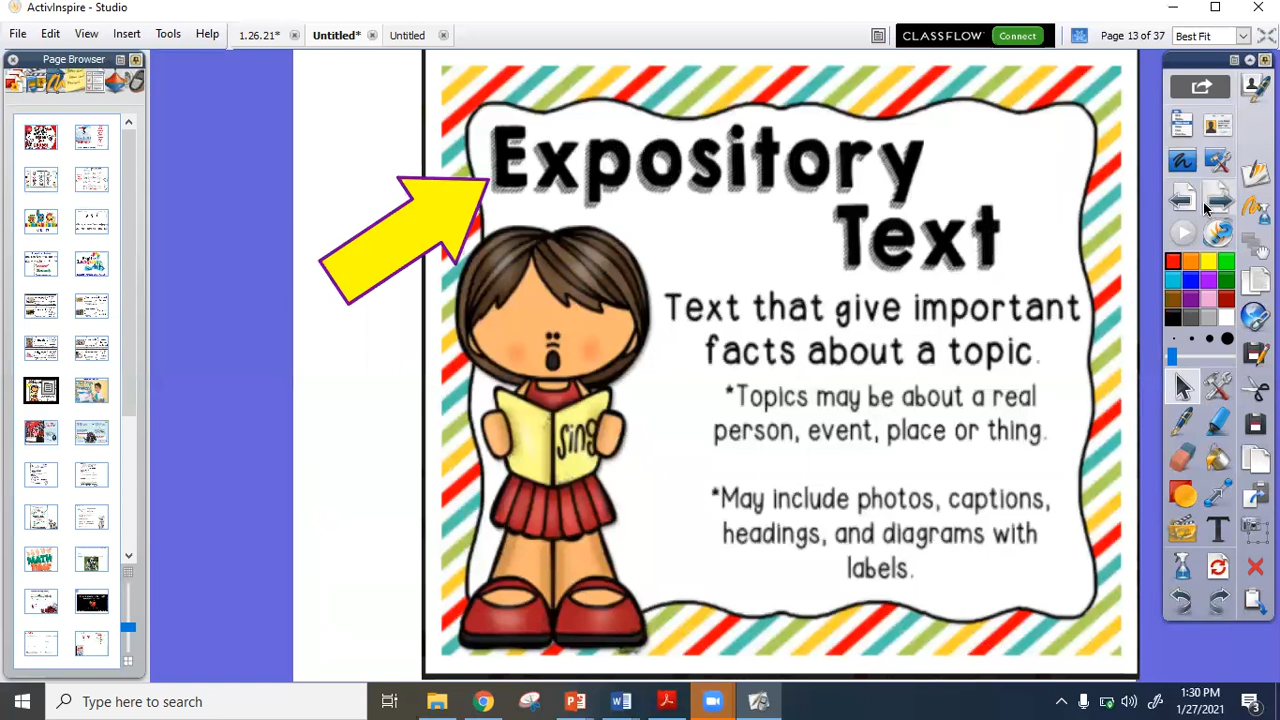 ActivInspire - Studio
File Edit View Insert Tools Help 1.26.21* Untitled* Untitled CLASSFLOW Connect Page 13 of 37 Best Fit
Page Browser
Expository
Text
Text that give important
facts about a topic.
*Topics may be about a real
person, event, place or thing.
*May include photos, captions,
headings, and diagrams with
labels.
sing
T
Type here to search
1:30 PM
1/27/2021
3